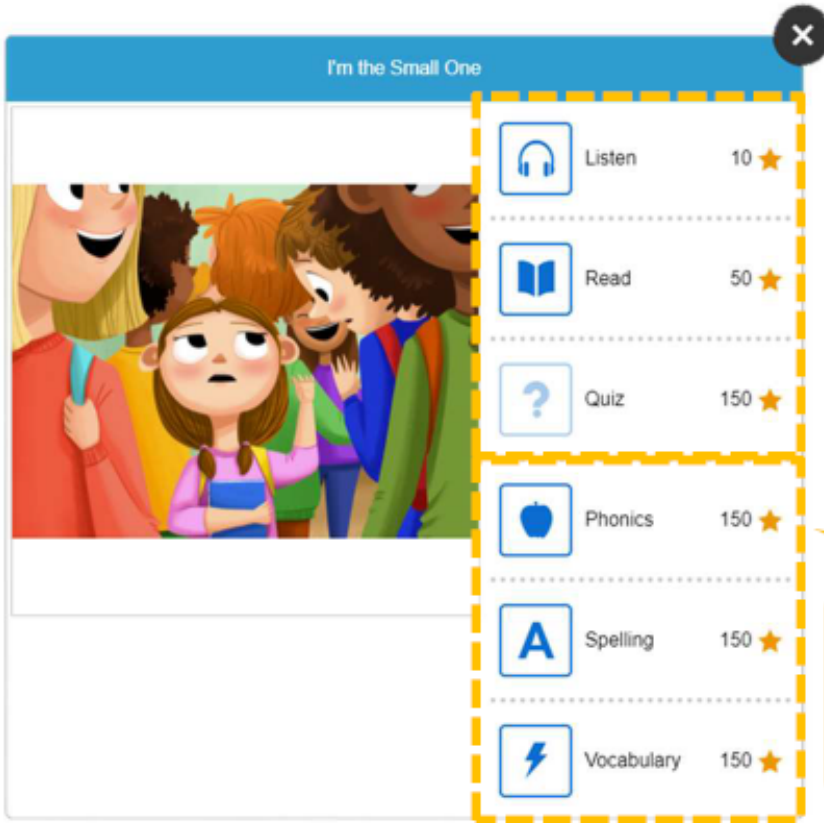 I'm the Small One
Listen 10
Read 50
? Quiz 150
Phonics 150
A Spelling 150
Vocabulary 150